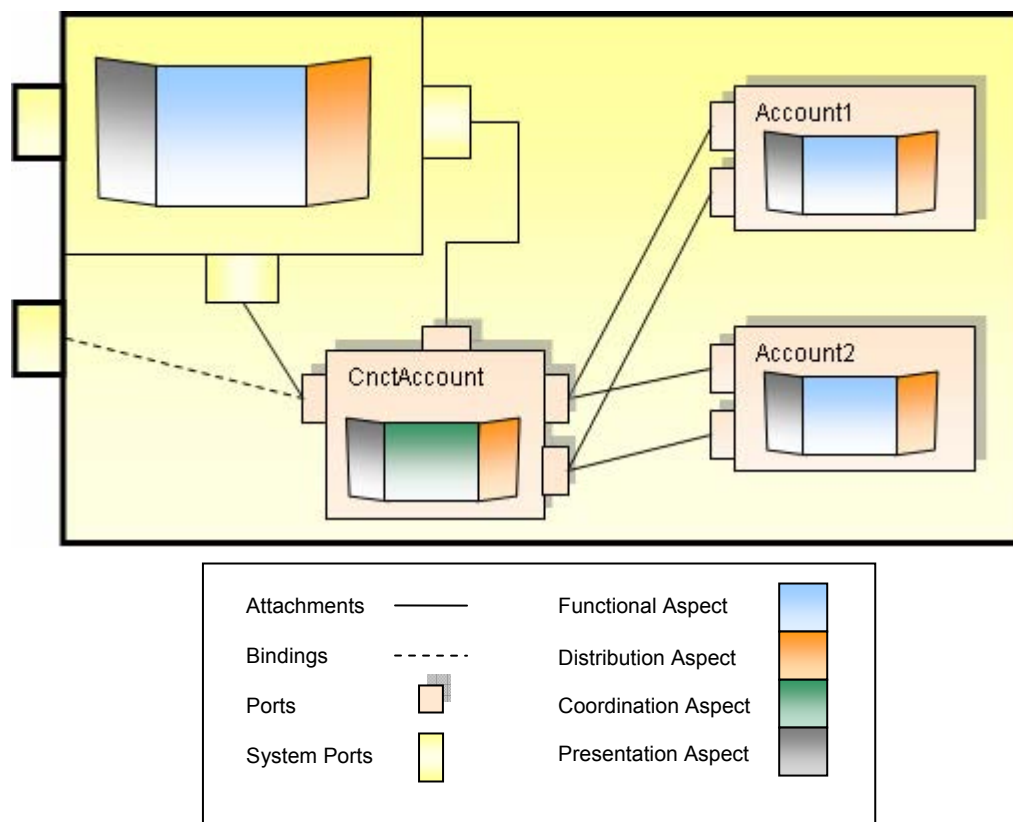 Account1
Account2
CnctAccount
Attachments
Bindings
Ports
System Ports
Functional Aspect
Distribution Aspect
Coordination Aspect
Presentation Aspect